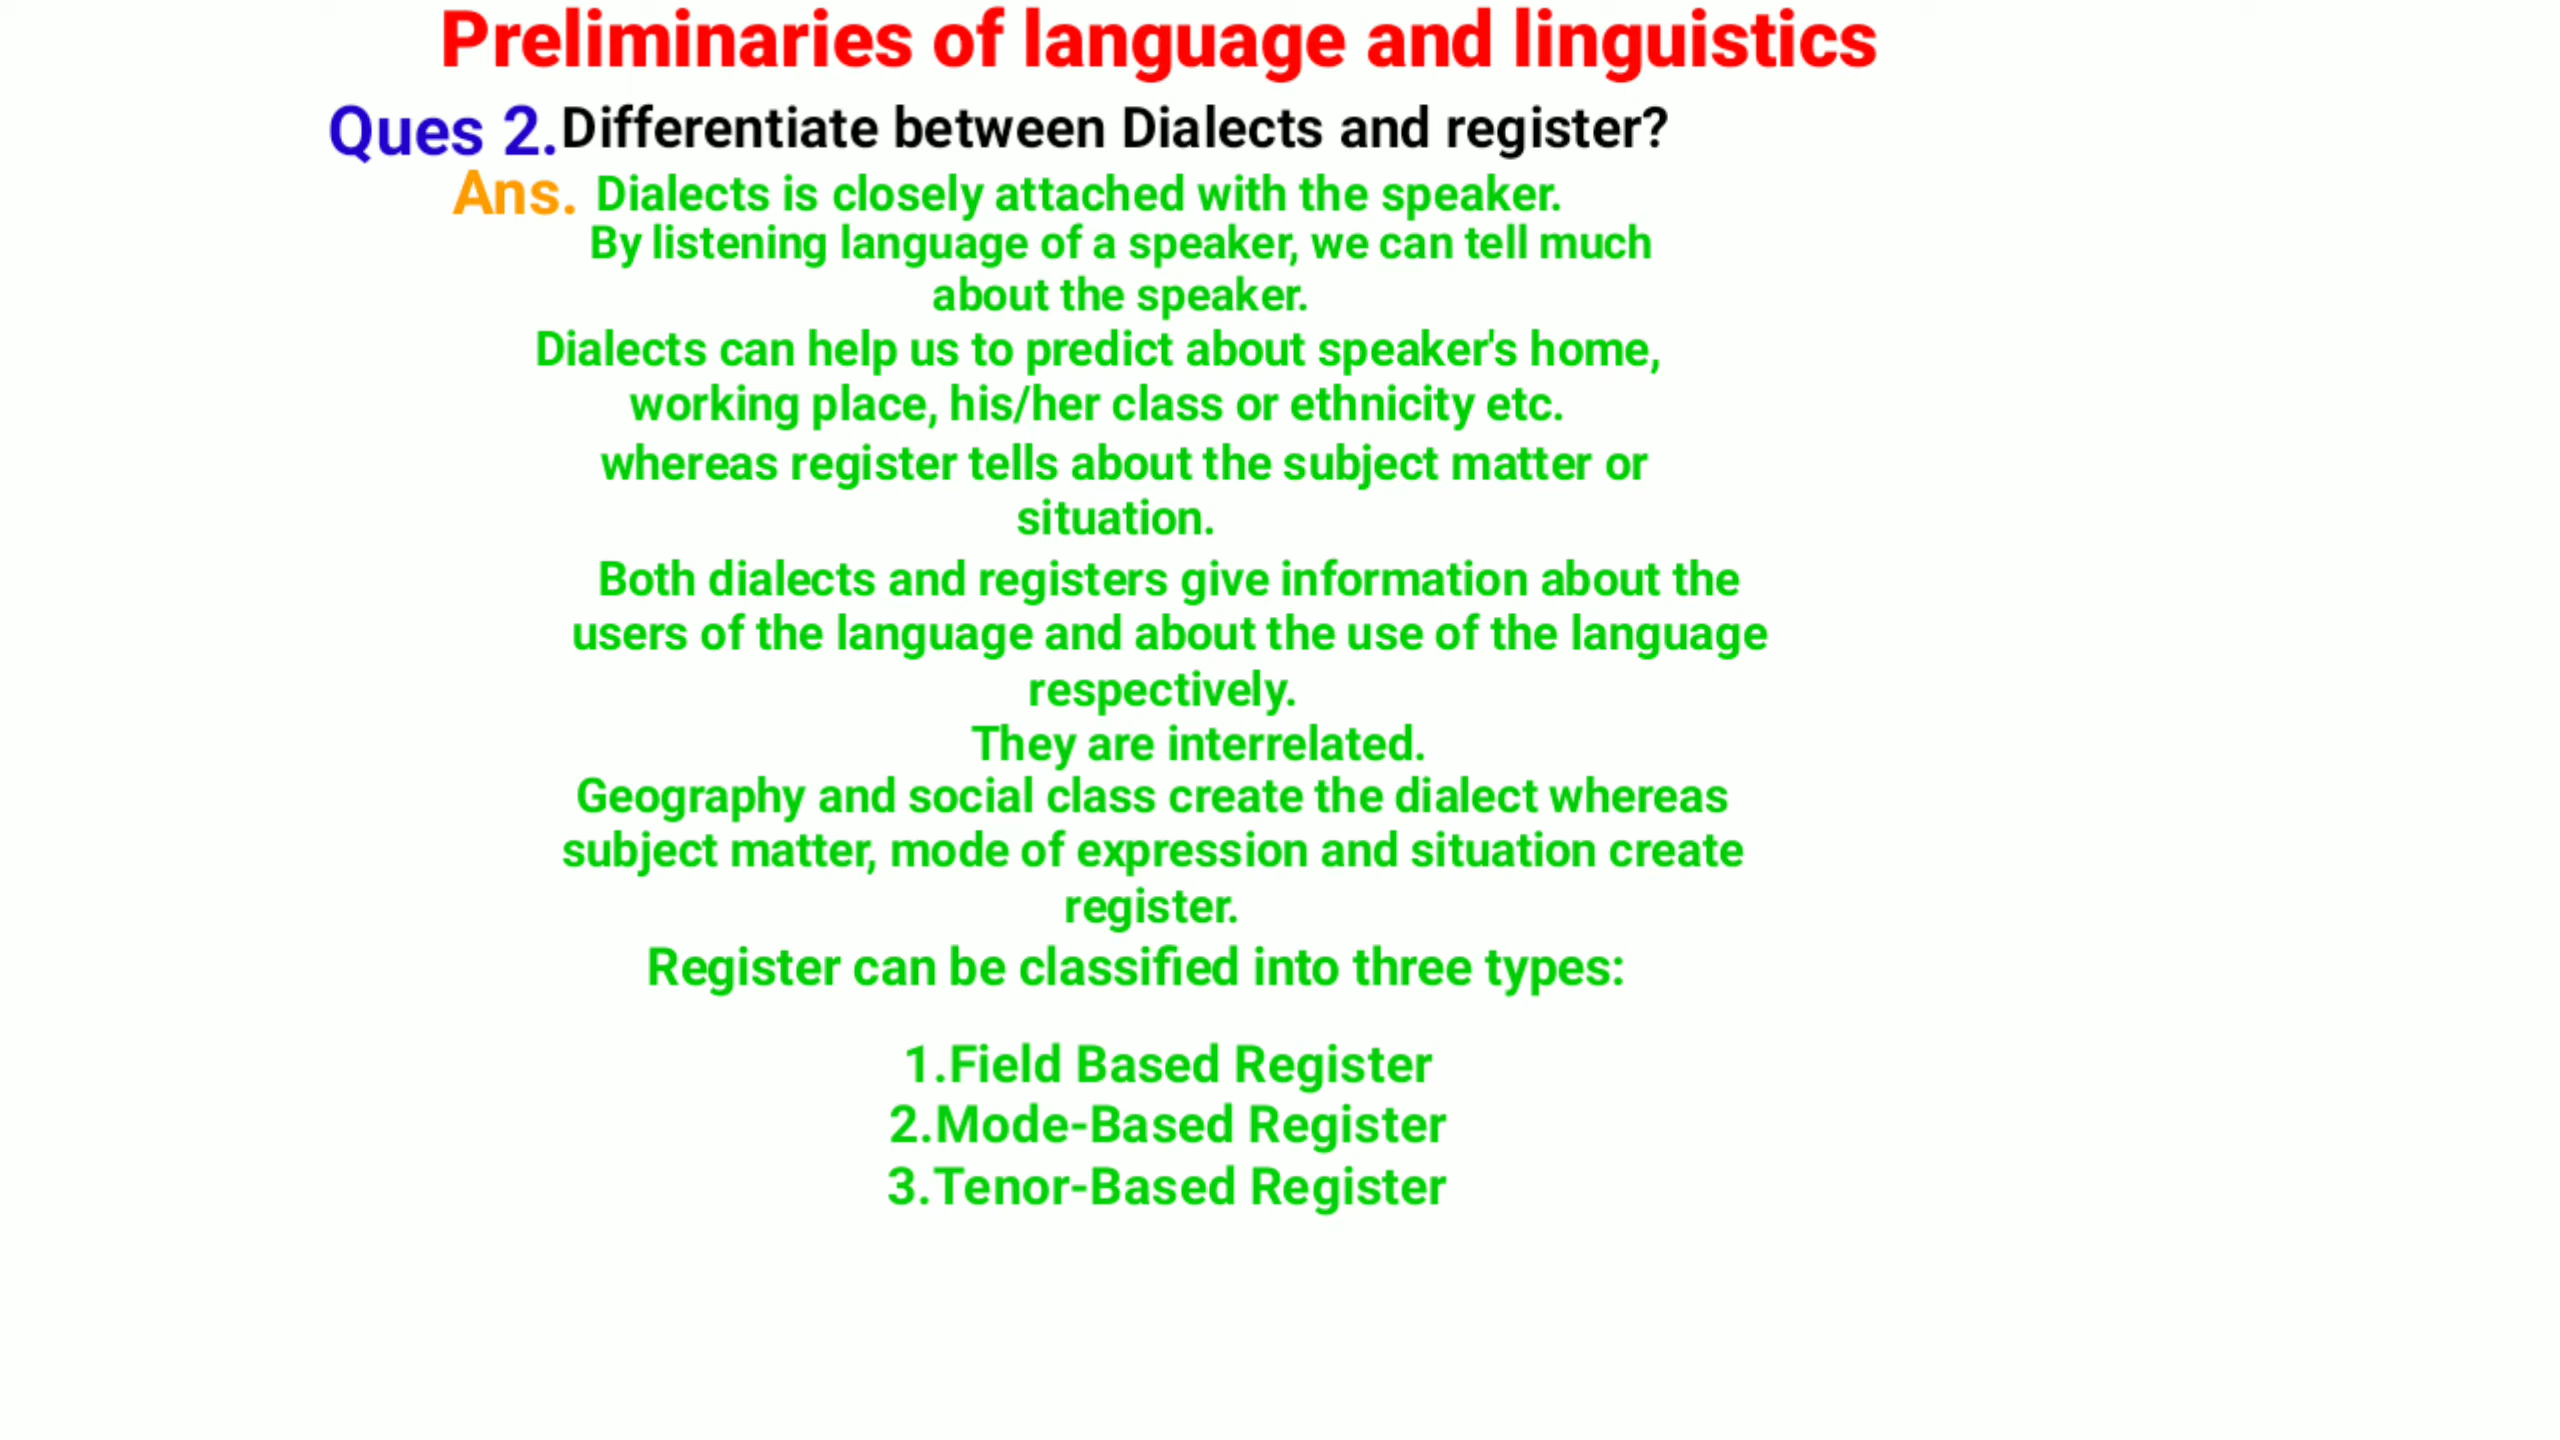 Preliminaries of language and linguistics
Ques 2.Differentiate between Dialects and register?
Ans. Dialects is closely attached with the speaker.
By listening language of a speaker, we can tell much
about the speaker.
Dialects can help us to predict about speaker's home,
working place, his/her class or ethnicity etc.
whereas register tells about the subject matter or
situation.
Both dialects and registers give information about the
users of the language and about the use of the language
respectively.
They are interrelated.
Geography and social class create the dialect whereas
subject matter, mode of expression and situation create
register.
Register can be classified into three types:
1.Field Based Register
2.Mode-Based Register
3.Tenor-Based Register